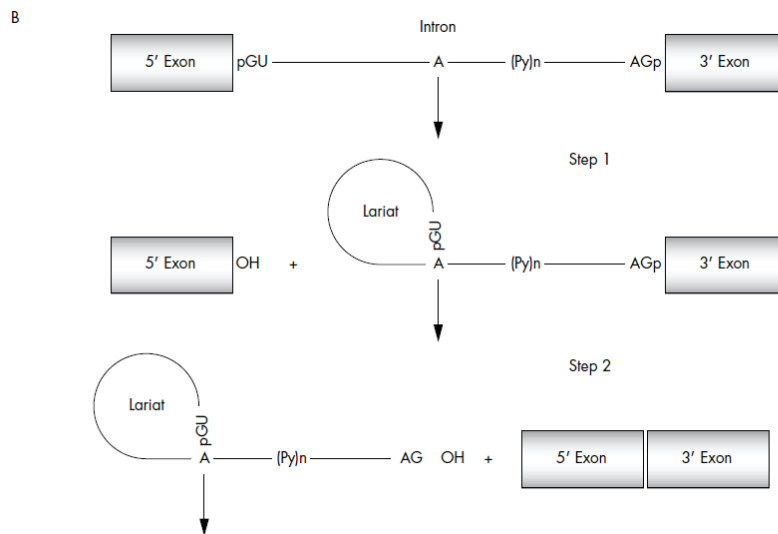 B
Intron
5′ Exon pGU A (Py)n AGp 3′ Exon
Step 1
Lariat
pGU
5′ Exon OH + A (Py)n AGp 3′ Exon
Step 2
Lariat
pGU
A (Py)n AG OH + 5′ Exon 3′ Exon